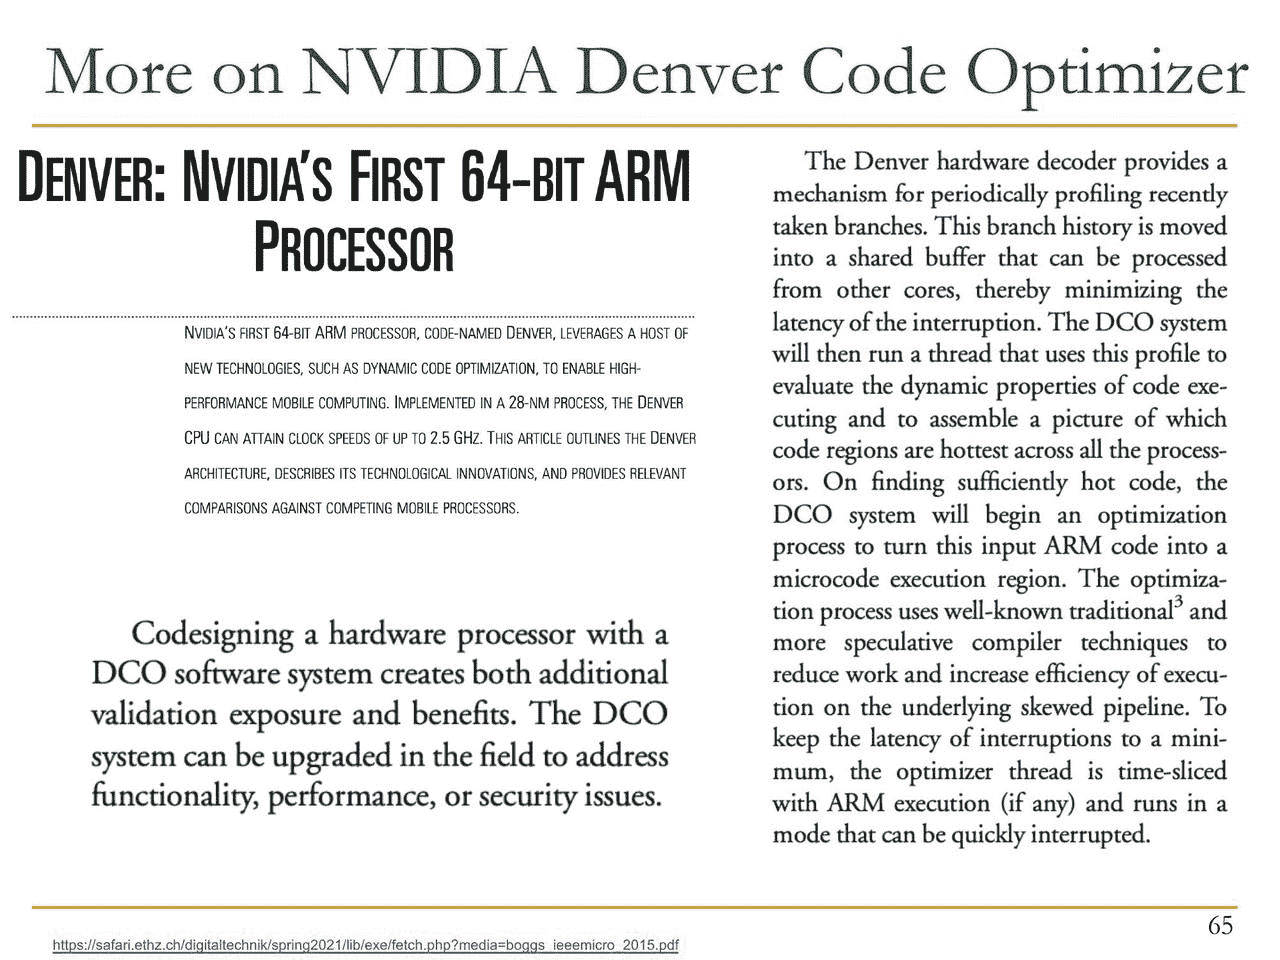 More on NVIDIA Denver Code Optimizer
DENVER: NVIDIA'S FIRST 64-BIT ARM
PROCESSOR
NVIDIA'S FIRST 64-BIT ARM PROCESSOR, CODE-NAMED DENVER, LEVERAGES A HOST OF
NEW TECHNOLOGIES, SUCH AS DYNAMIC CODE OPTIMIZATION, TO ENABLE HIGH-
PERFORMANCE MOBILE COMPUTING. IMPLEMENTED IN A 28-NM PROCESS, THE DENVER
CPU CAN ATTAIN CLOCK SPEEDS OF UP TO 2.5 GHZ. THIS ARTICLE OUTLINES THE DENVER
ARCHITECTURE, DESCRIBES ITS TECHNOLOGICAL INNOVATIONS, AND PROVIDES RELEVANT
COMPARISONS AGAINST COMPETING MOBILE PROCESSORS.
Codesigning a hardware processor with a
DCO software system creates both additional
validation exposure and benefits. The DCO
system can be upgraded in the field to address
functionality, performance, or security issues.
The Denver hardware decoder provides a
mechanism for periodically profiling recently
taken branches. This branch history is moved
into a shared buffer that can be processed
from other cores, thereby minimizing the
latency of the interruption. The DCO system
will then run a thread that uses this profile to
evaluate the dynamic properties of code exe-
cuting and to assemble a picture of which
code regions are hottest across all the process-
ors. On finding sufficiently hot code, the
DCO system will begin an optimization
process to turn this input ARM code into a
microcode execution region. The optimiza-
tion process uses well-known traditional³ and
more speculative compiler techniques to
reduce work and increase efficiency of execu-
tion on the underlying skewed pipeline. To
keep the latency of interruptions to a mini-
mum, the optimizer thread is time-sliced
with ARM execution (if any) and runs in a
mode that can be quickly interrupted.
65
https://safari.ethz.ch/digitaltechnik/spring2021/lib/exe/fetch.php?media=boggs_ieeemicro_2015.pdf